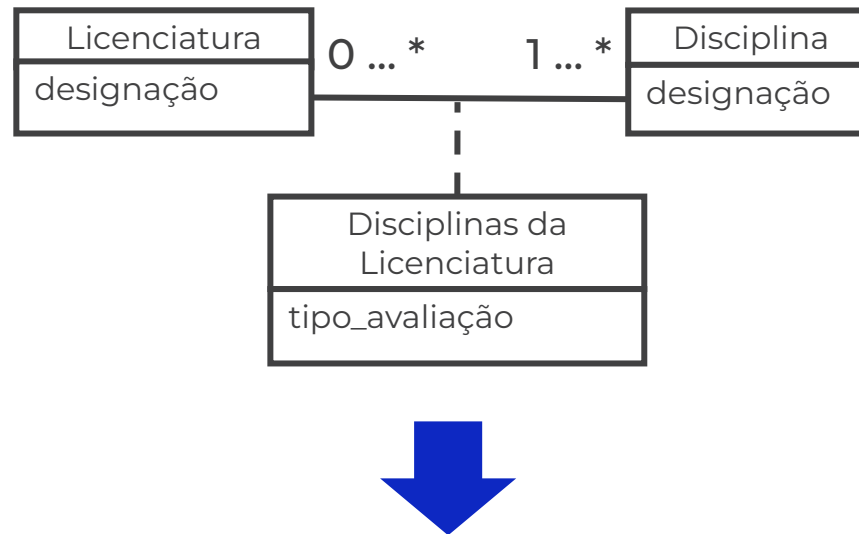 Licenciatura
0 ... *
1 ... *
Disciplina
designação
designação
Disciplinas da
Licenciatura
tipo_avaliação